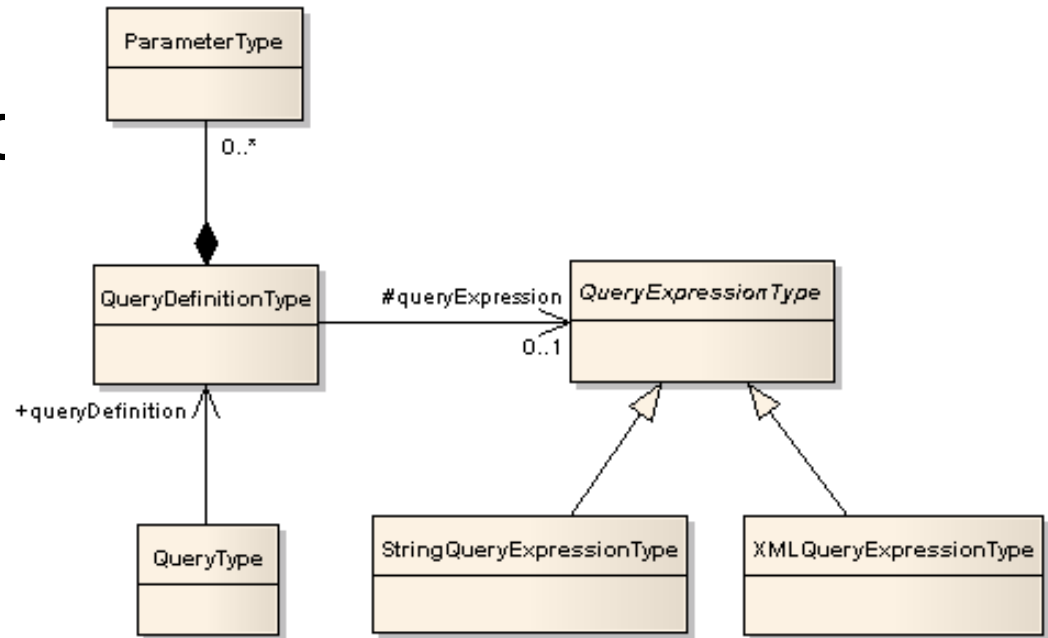 ParameterType
0..*
QueryDefinitionType
#queryExpression
QueryExpressionType
0..1
+queryDefinition
QueryType
StringQueryExpressionType
XMLQueryExpressionType